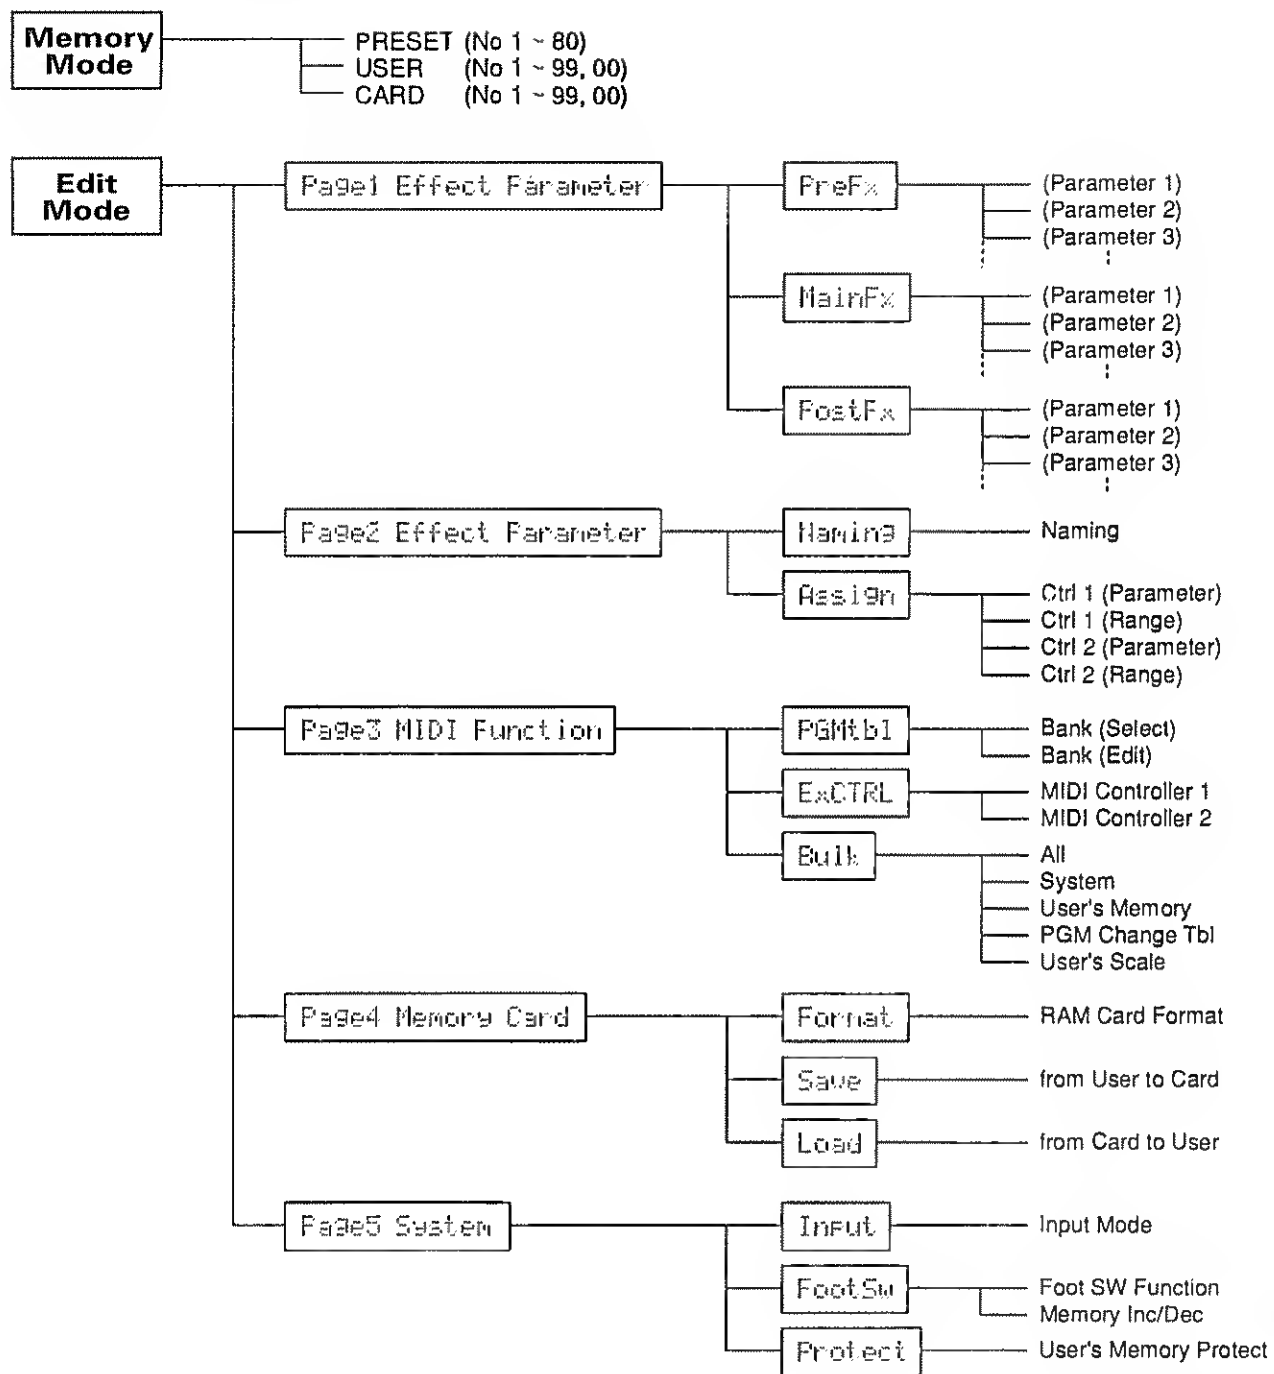 Memory Mode
PRESET (No 1 ~ 80)
USER (No 1 ~ 99, 00)
CARD (No 1 ~ 99, 00)
Edit Mode
Page1 Effect Parameter
PreFx
(Parameter 1)
(Parameter 2)
(Parameter 3)
MainFx
(Parameter 1)
(Parameter 2)
(Parameter 3)
PostFx
(Parameter 1)
(Parameter 2)
(Parameter 3)
Page2 Effect Parameter
Naming
Naming
Assign
Ctrl 1 (Parameter)
Ctrl 1 (Range)
Ctrl 2 (Parameter)
Ctrl 2 (Range)
Page3 MIDI Function
PGMtbl
Bank (Select)
Bank (Edit)
ExCTRL
MIDI Controller 1
MIDI Controller 2
Bulk
All
System
User's Memory
PGM Change Tbl
User's Scale
Page4 Memory Card
Format
RAM Card Format
Save
from User to Card
Load
from Card to User
Page5 System
Input
Input Mode
FootSw
Foot SW Function
Memory Inc/Dec
Protect
User's Memory Protect